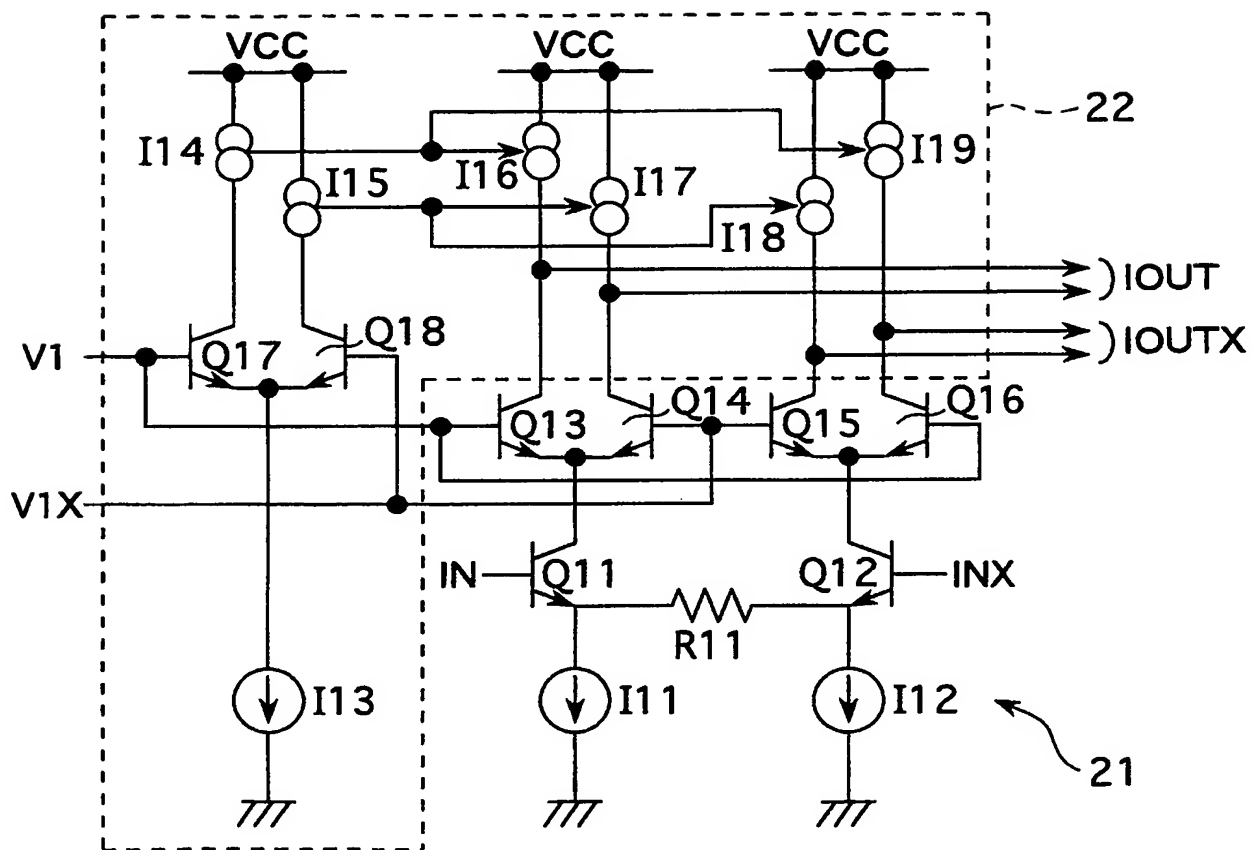 VCC VCC VCC
22
I14 I16 I19
I15 I17
I18
IOUT
IOUTX
V1 Q17 Q18
Q13 Q14 Q15 Q16
V1X
IN Q11 Q12 INX
R11
I13 I11 I12
21